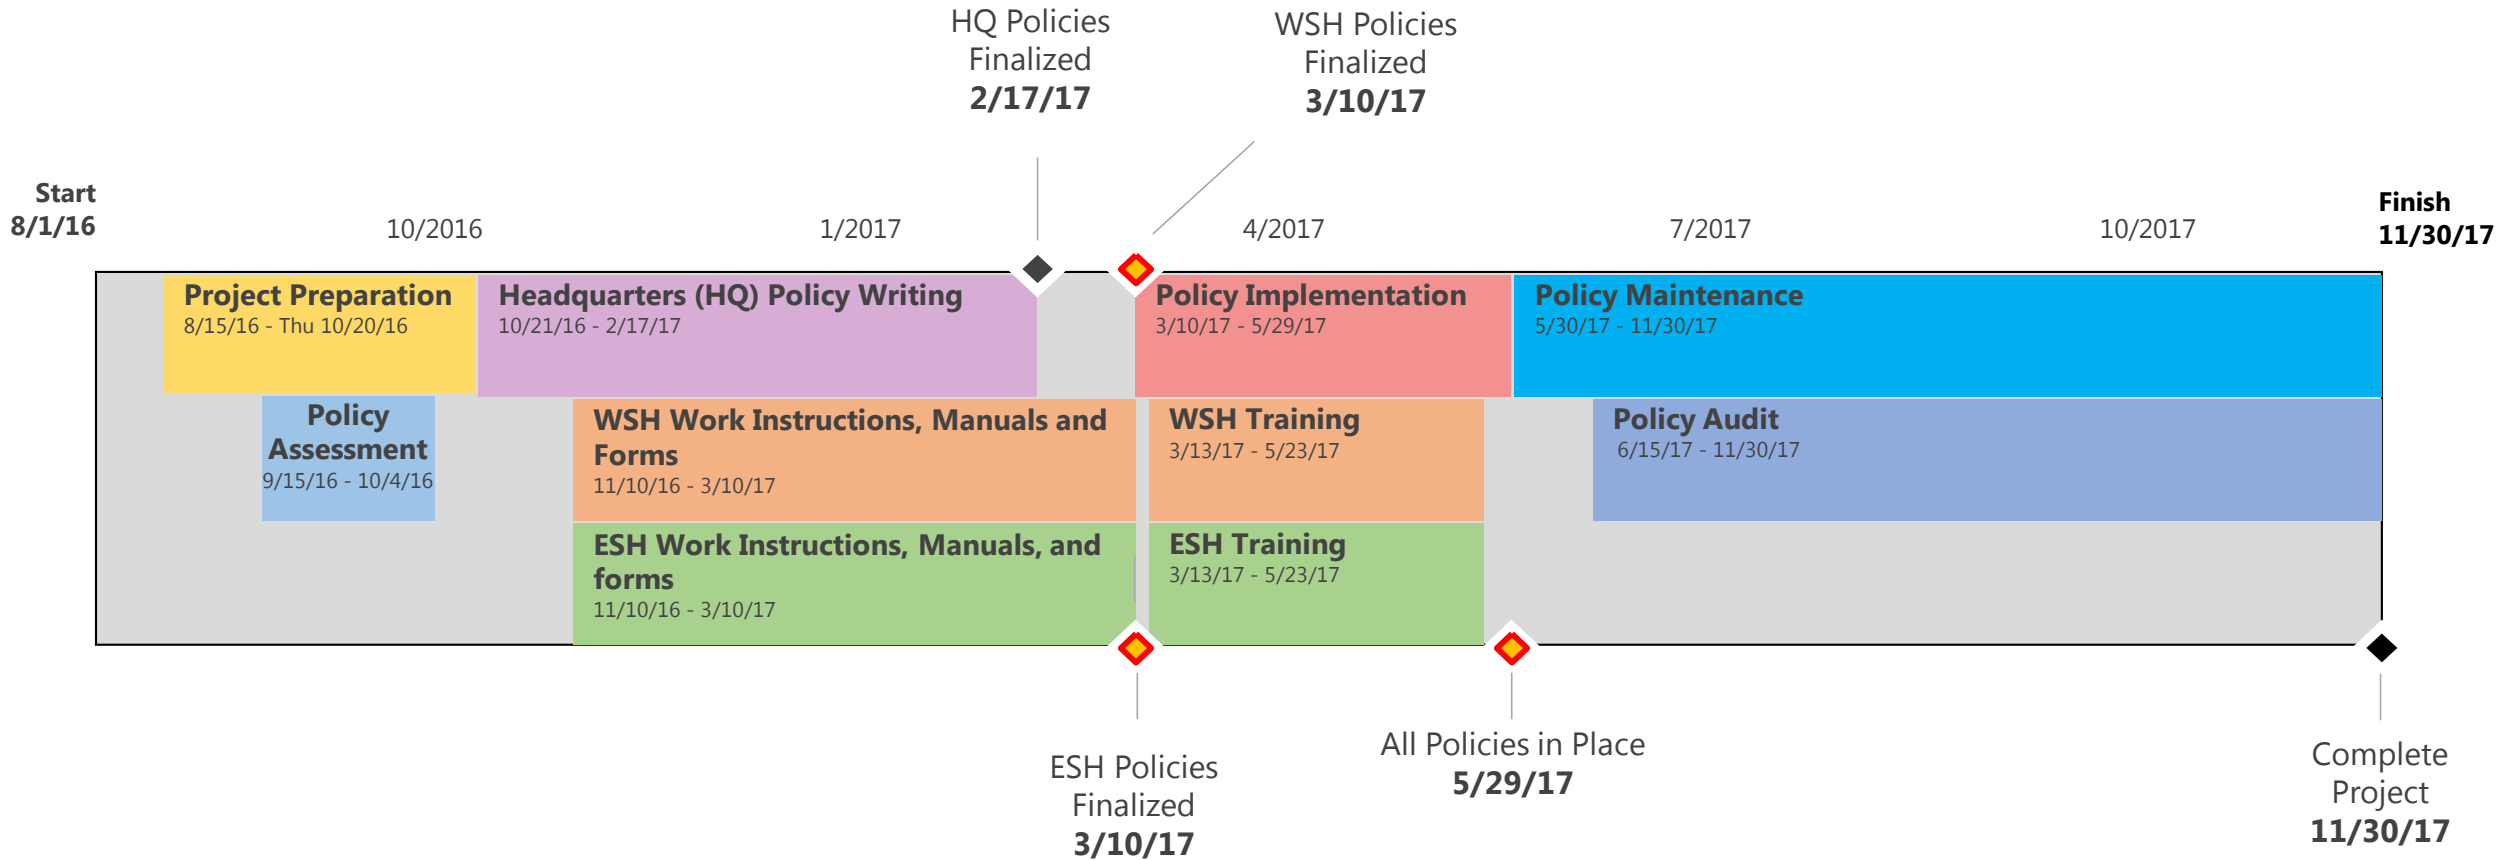 HQ Policies
Finalized
2/17/17
WSH Policies
Finalized
3/10/17
Start
8/1/16
10/2016
1/2017
4/2017
7/2017
10/2017
Finish
11/30/17
Project Preparation
8/15/16 - Thu 10/20/16
Headquarters (HQ) Policy Writing
10/21/16 - 2/17/17
Policy Implementation
3/10/17 - 5/29/17
Policy Maintenance
5/30/17 - 11/30/17
Policy
Assessment
9/15/16 - 10/4/16
WSH Work Instructions, Manuals and
Forms
11/10/16 - 3/10/17
WSH Training
3/13/17 - 5/23/17
Policy Audit
6/15/17 - 11/30/17
ESH Work Instructions, Manuals, and
forms
11/10/16 - 3/10/17
ESH Training
3/13/17 - 5/23/17
ESH Policies
Finalized
3/10/17
All Policies in Place
5/29/17
Complete
Project
11/30/17